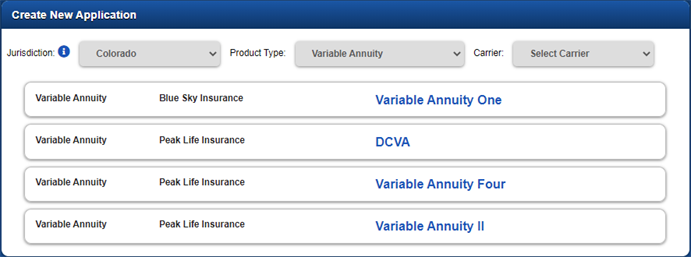 Create New Application
Jurisdiction: i Colorado Product Type: Variable Annuity Carrier: Select Carrier
Variable Annuity Blue Sky Insurance Variable Annuity One
Variable Annuity Peak Life Insurance DCVA
Variable Annuity Peak Life Insurance Variable Annuity Four
Variable Annuity Peak Life Insurance Variable Annuity II